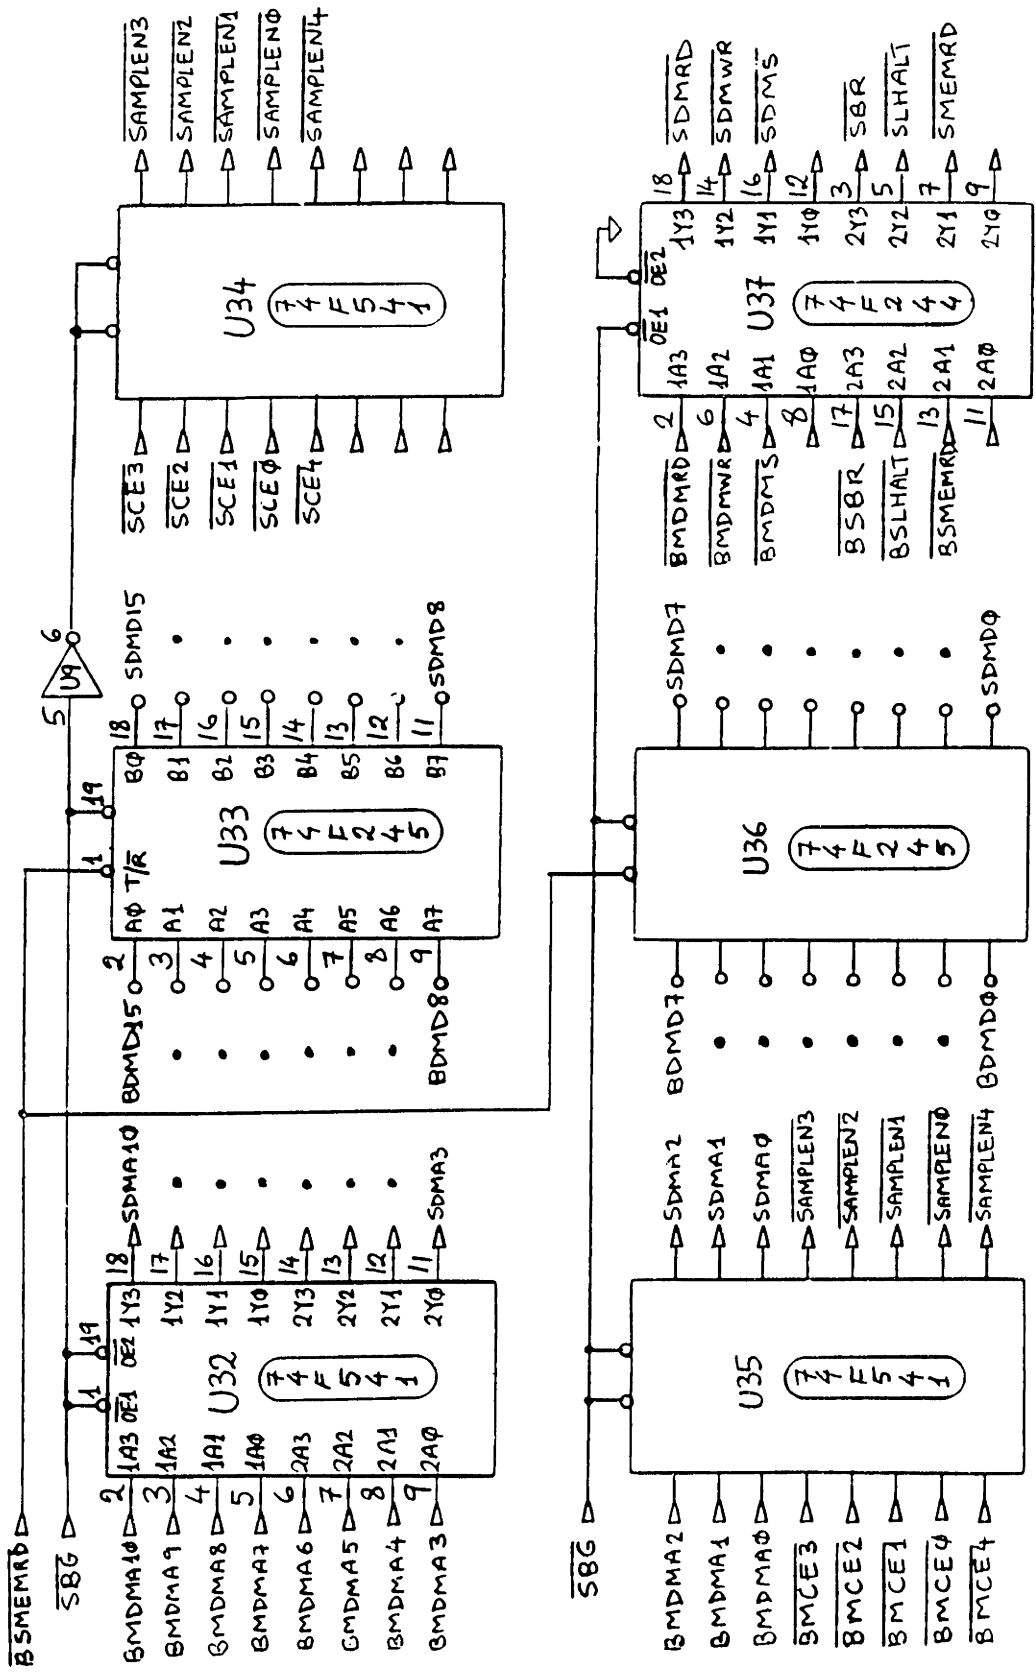 BSMEMRD
SBG
BMDMA10 2 1A3
BMDMA9 3 1A2
BMDMA8 4 1A1
BMDMA7 5 1A0
BMDMA6 6 2A3
GMDMA5 7 2A2
BMDMA4 8 2A1
BMDMA3 9 2A0
1 OE1
19 OE2
U32
74F541
1Y3 18 SDMA10
1Y2 17
1Y1 16
1Y0 15
2Y3 14
2Y2 13
2Y1 12
2Y0 11 SDMA3
BDMD15 2 A0
3 A1
4 A2
5 A3
6 A4
7 A5
8 A6
BDMD8 9 A7
1 T/R
19
U33
74F245
B0 18 SDMD15
B1 17
B2 16
B3 15
B4 14
B5 13
B6 12
B7 11 SDMD8
5 U9 6
SCE3
SCE2
SCE1
SCE0
SCE4
U34
74F541
SAMPLEN3
SAMPLEN2
SAMPLEN1
SAMPLEN0
SAMPLEN4
SBG
BMDMA2
BMDMA1
BMDMA0
BMCE3
BMCE2
BMCE1
BMCE0
BMCE4
U35
74F541
SDMA2
SDMA1
SDMA0
SAMPLEN3
SAMPLEN2
SAMPLEN1
SAMPLEN0
SAMPLEN4
BDMD7
BDMD0
U36
74F245
SDMD7
SDMD0
BMDMRD 2 1A3
BMDMWR 6 1A2
BMDMS 4 1A1
8 1A0
BSBR 17 2A3
BSLHALT 15 2A2
BSMEMRD 13 2A1
11 2A0
OE1
OE2
U37
74F244
1Y3 18 SDMRD
1Y2 14 SDMWR
1Y1 16 SDMS
1Y0 12
2Y3 3 SBR
2Y2 5 SLHALT
2Y1 7 SMEMRD
2Y0 9